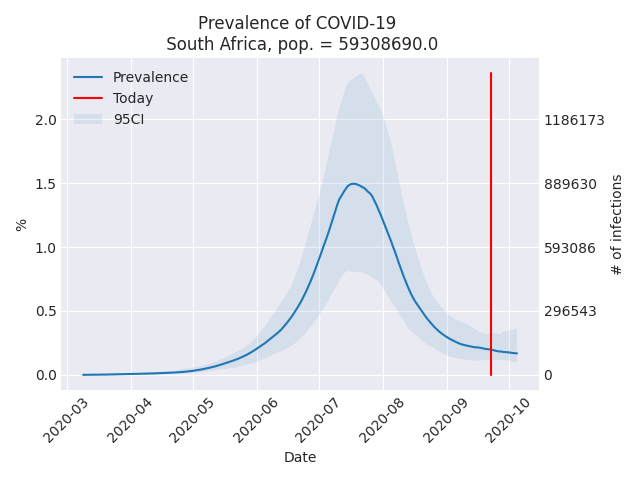 Prevalence of COVID-19
South Africa, pop. = 59308690.0
Prevalence
Today
95CI
2.0
1.5
1.0
0.5
0.0
%
1186173
889630
593086
296543
0
# of infections
2020-03
2020-04
2020-05
2020-06
2020-07
2020-08
2020-09
2020-10
Date